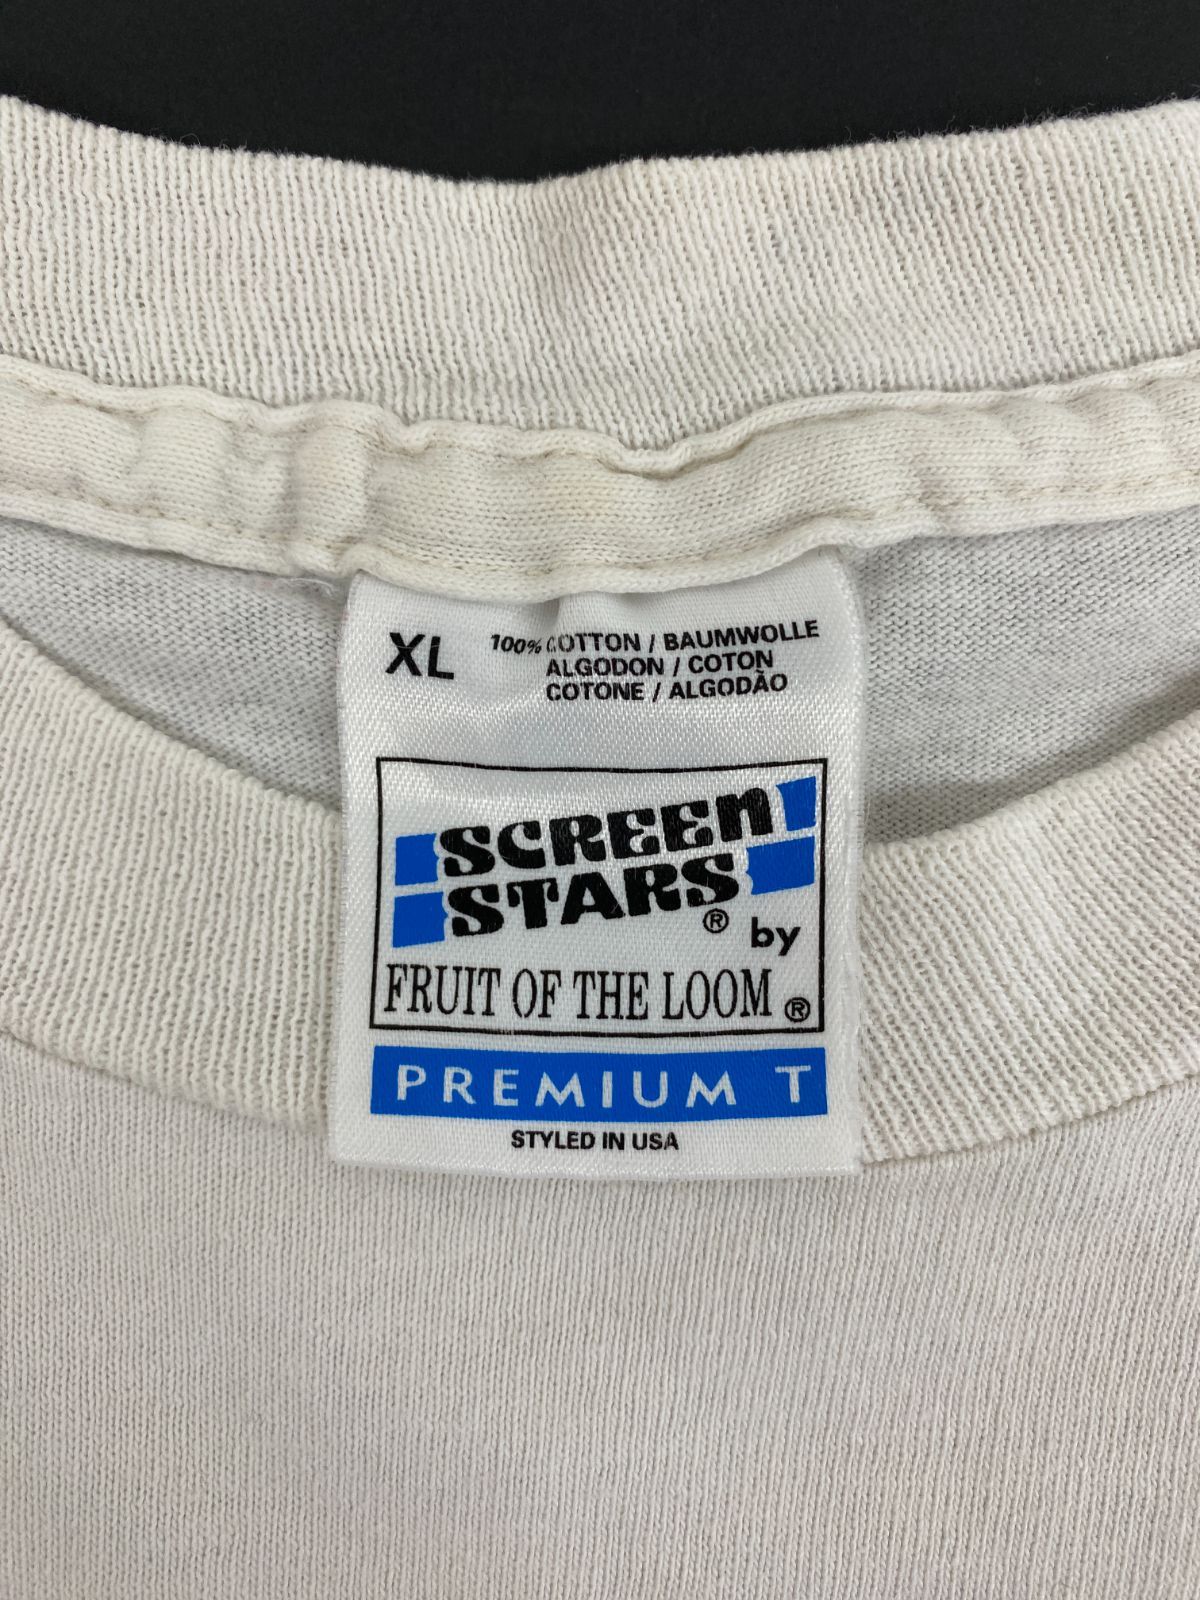 XL 100% COTTON / BAUMWOLLE
ALGODON / COTON
COTONE / ALGODÃO
SCREEn
STARS® by
FRUIT OF THE LOOM®
PREMIUM T
STYLED IN USA